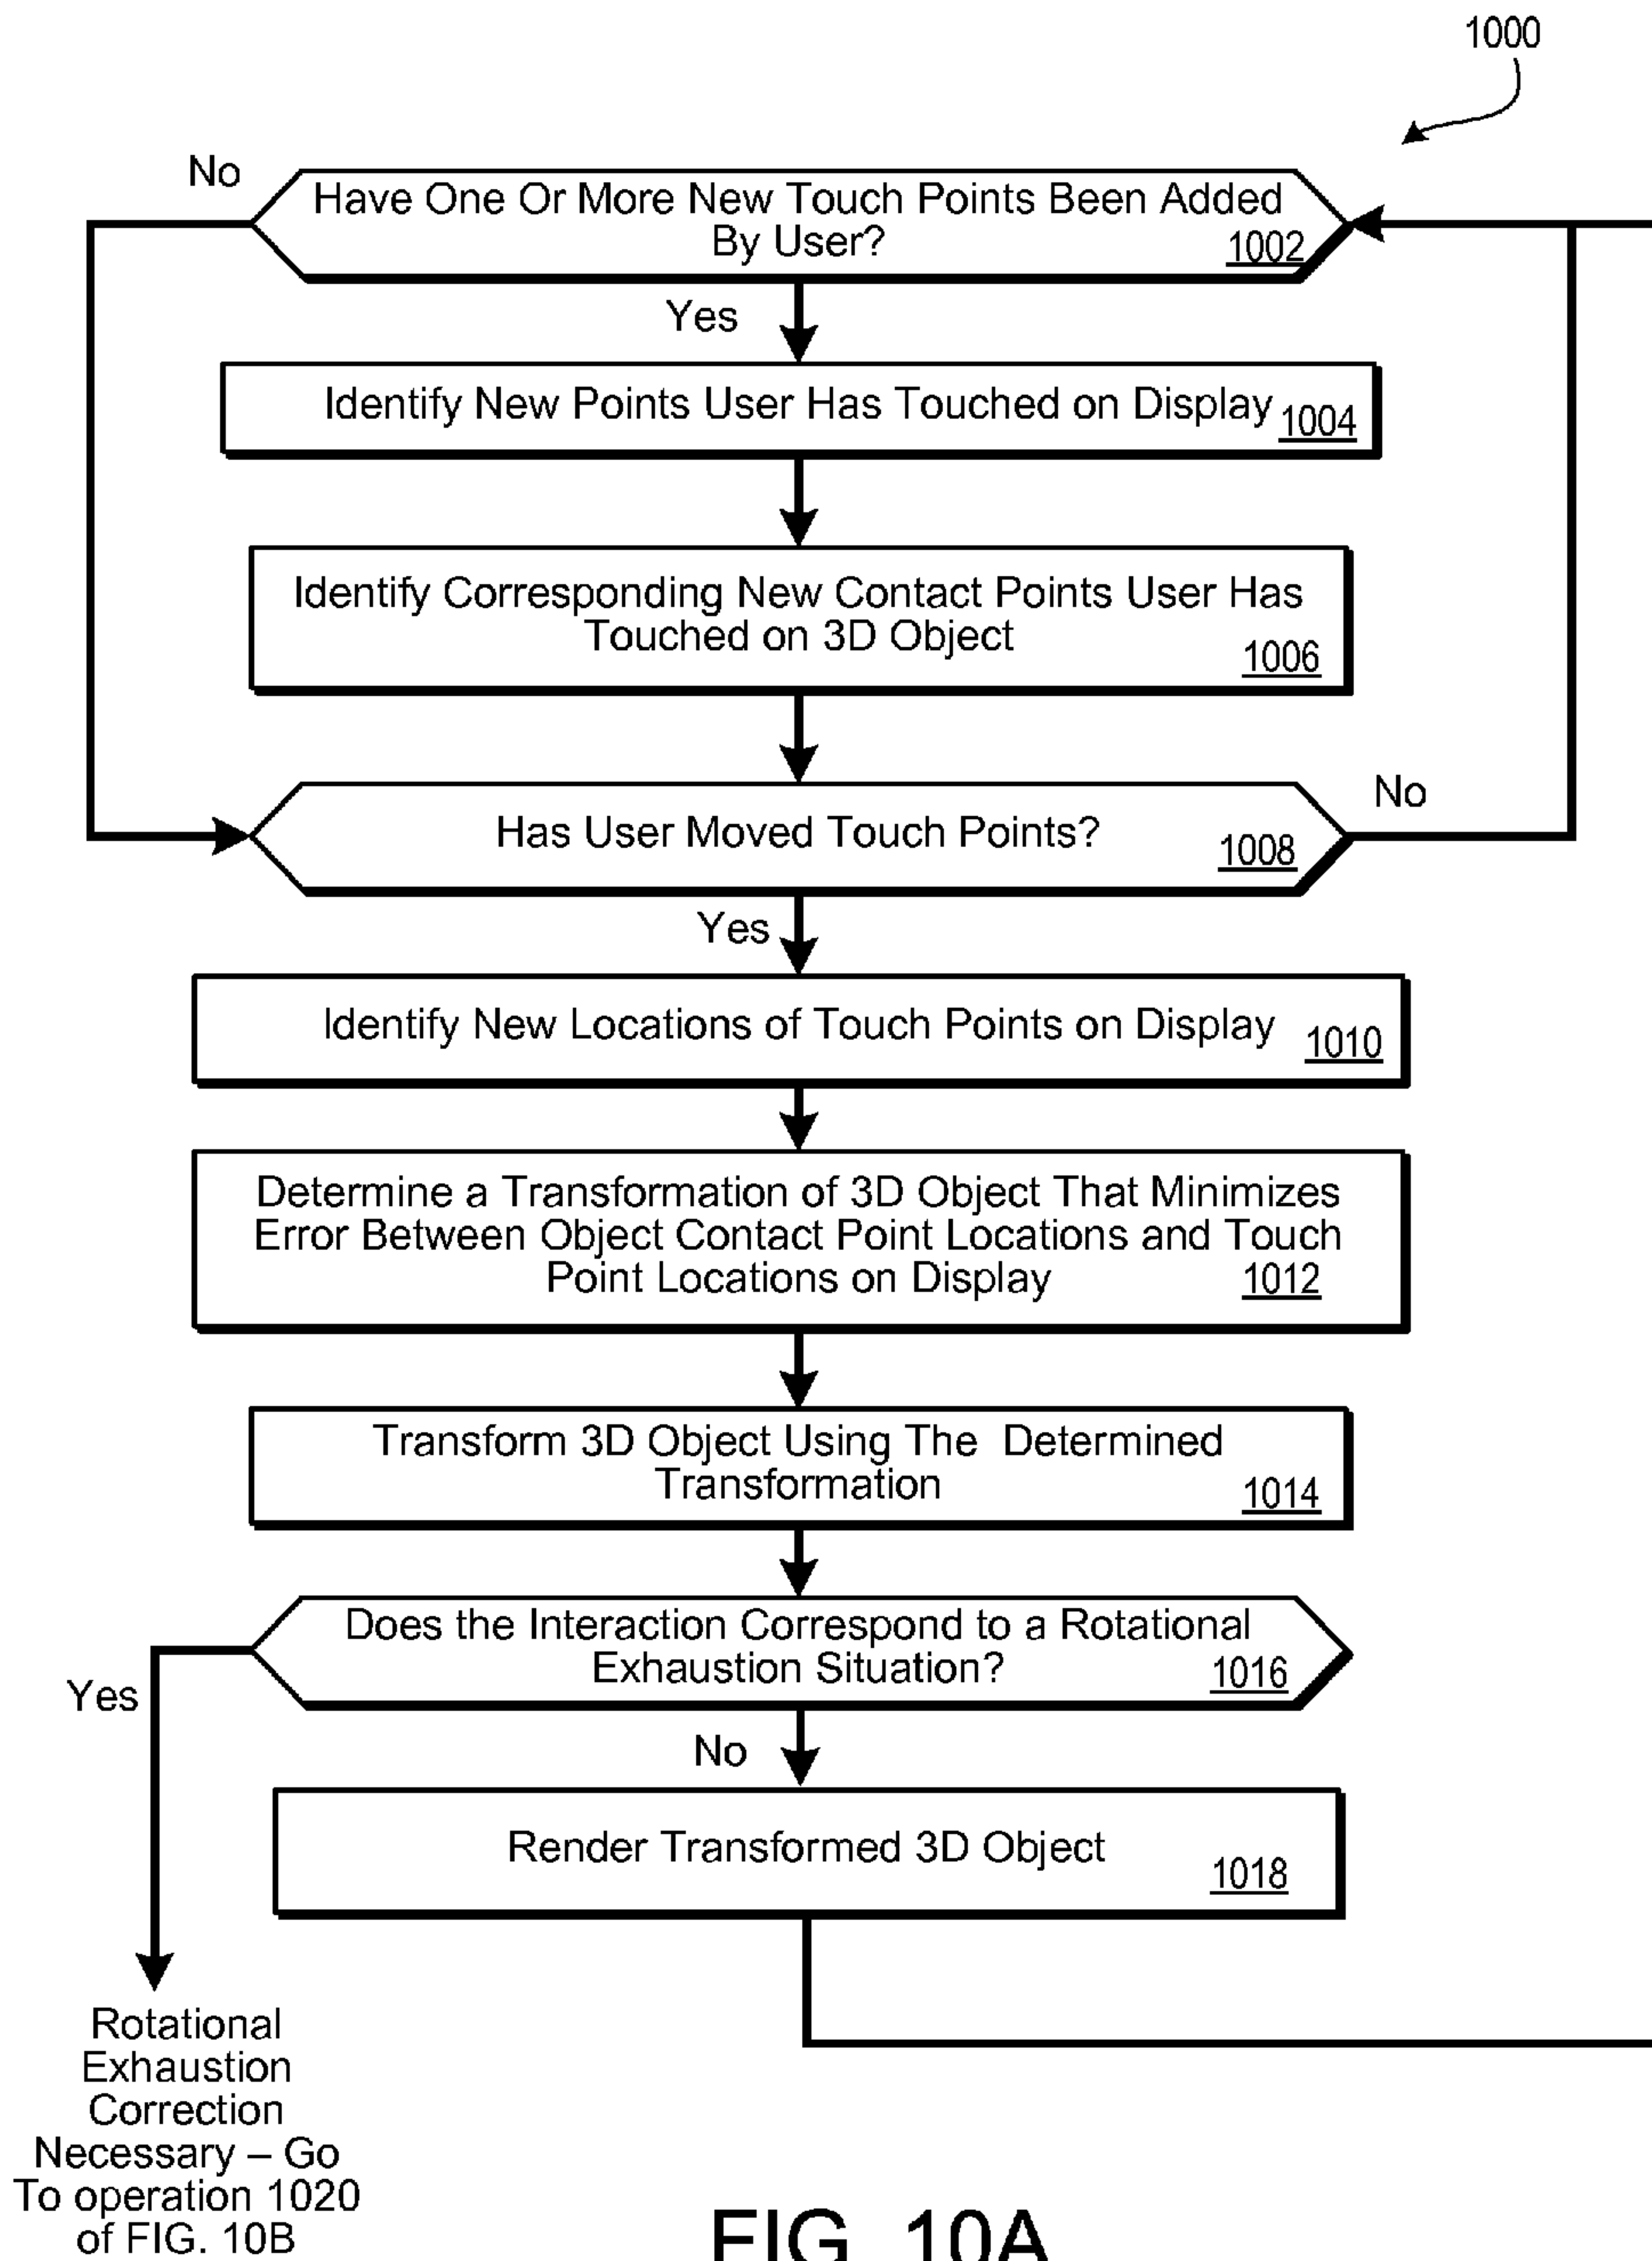 1000
No
Have One Or More New Touch Points Been Added
By User?
1002
Yes
Identify New Points User Has Touched on Display
1004
Identify Corresponding New Contact Points User Has
Touched on 3D Object
1006
No
Has User Moved Touch Points?
1008
Yes
Identify New Locations of Touch Points on Display
1010
Determine a Transformation of 3D Object That Minimizes
Error Between Object Contact Point Locations and Touch
Point Locations on Display
1012
Transform 3D Object Using The Determined
Transformation
1014
Does the Interaction Correspond to a Rotational
Exhaustion Situation?
1016
Yes
No
Render Transformed 3D Object
1018
Rotational
Exhaustion
Correction
Necessary – Go
To operation 1020
of FIG. 10B
FIG. 10A